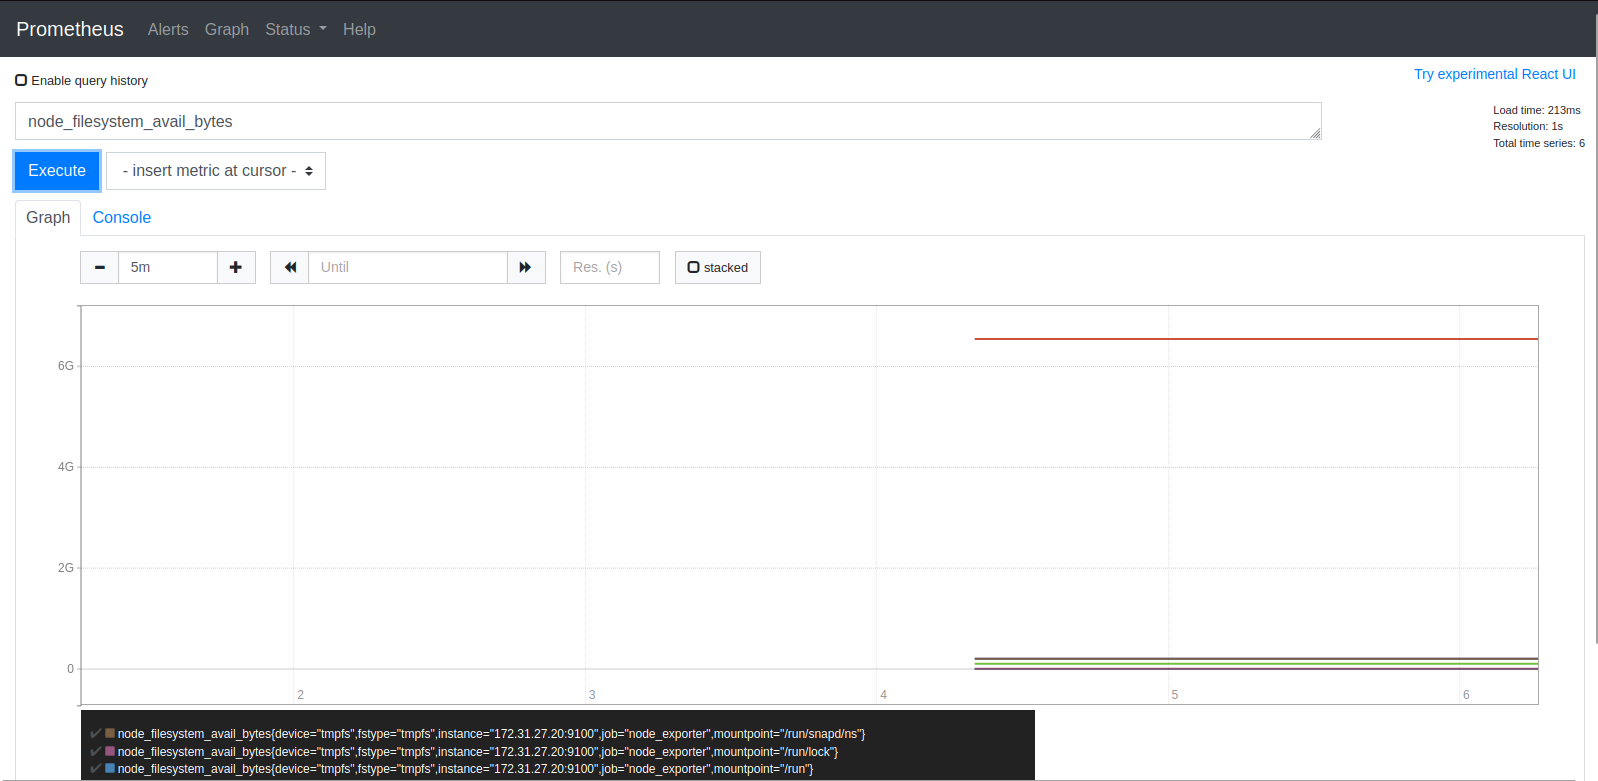 Prometheus Alerts Graph Status Help
Enable query history
Try experimental React UI
node_filesystem_avail_bytes
Load time: 213ms
Resolution: 1s
Total time series: 6
Execute
- insert metric at cursor -
Graph Console
5m
Until
Res. (s)
stacked
6G
4G
2G
0
2 3 4 5 6
node_filesystem_avail_bytes{device="tmpfs",fstype="tmpfs",instance="172.31.27.20:9100",job="node_exporter",mountpoint="/run/snapd/ns"}
node_filesystem_avail_bytes{device="tmpfs",fstype="tmpfs",instance="172.31.27.20:9100",job="node_exporter",mountpoint="/run/lock"}
node_filesystem_avail_bytes{device="tmpfs",fstype="tmpfs",instance="172.31.27.20:9100",job="node_exporter",mountpoint="/run"}